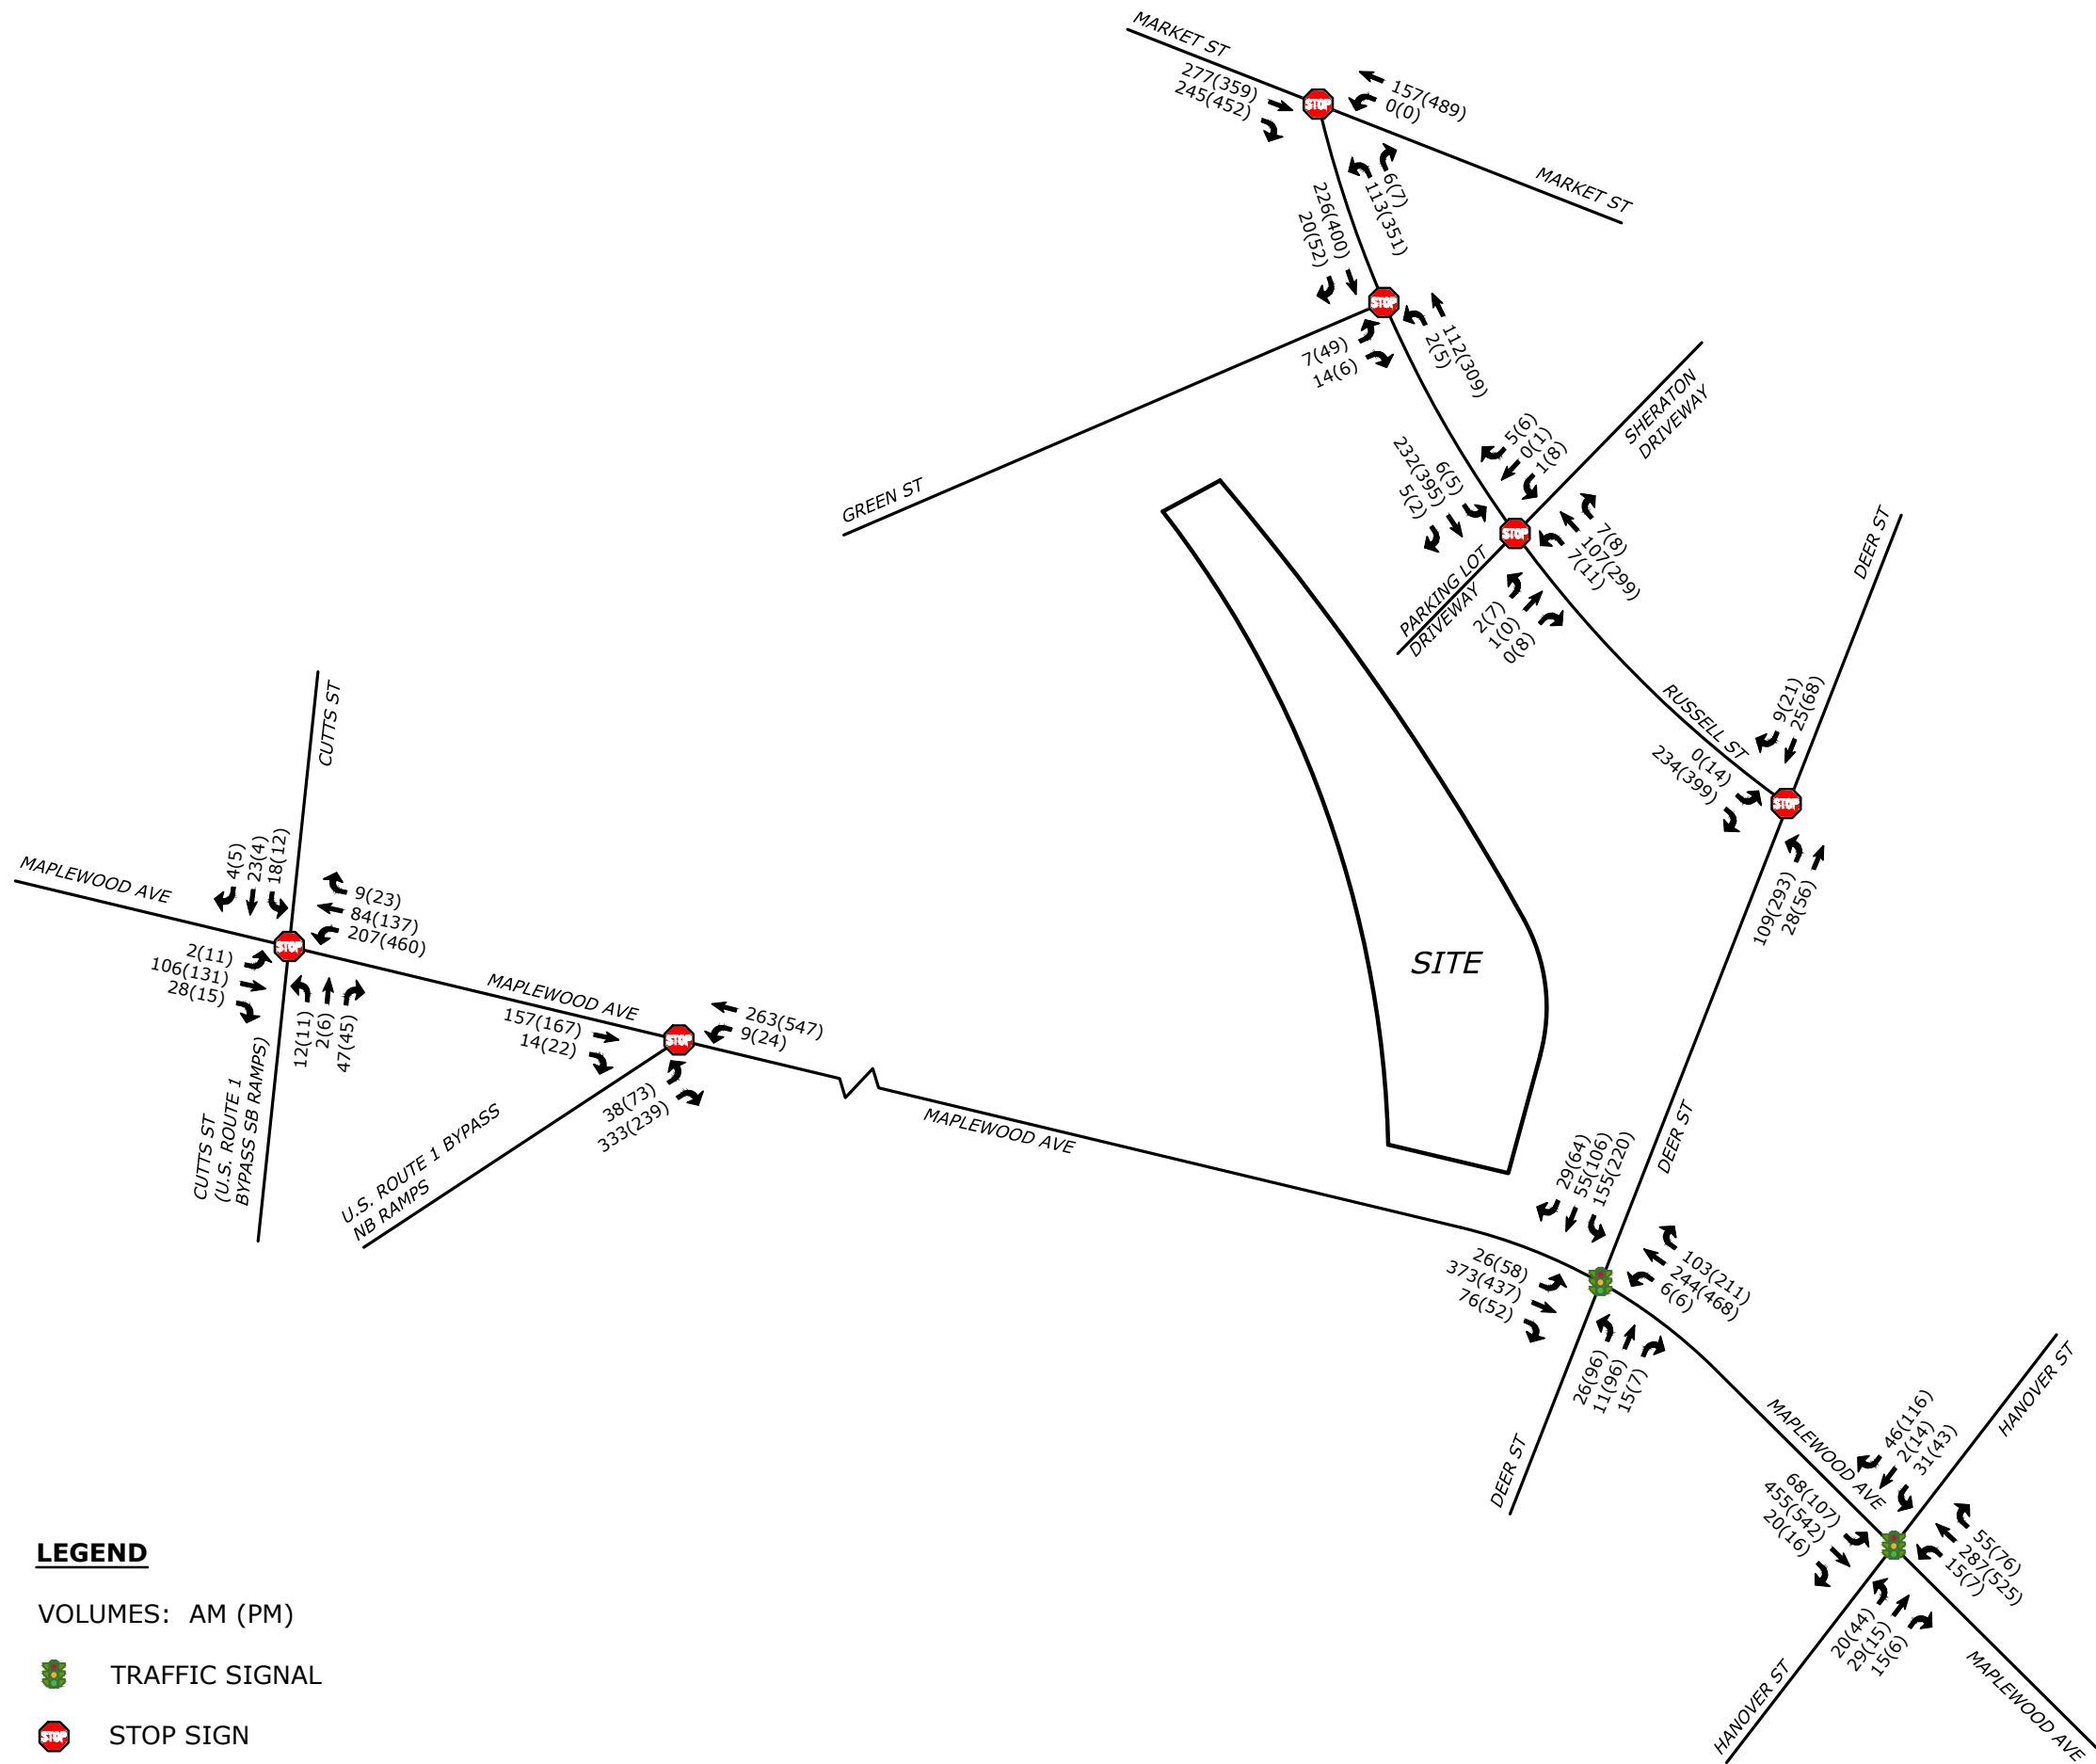 MARKET ST
277(359)
245(452)
157(489)
0(0)
STOP
MARKET ST
6(7)
113(351)
226(400)
20(52)
STOP
7(49)
14(6)
112(309)
2(5)
GREEN ST
SHERATON
DRIVEWAY
5(6)
0(1)
1(8)
6(5)
232(395)
5(2)
STOP
7(8)
107(299)
7(11)
PARKING LOT
DRIVEWAY
2(7)
1(0)
0(8)
DEER ST
RUSSELL ST
9(21)
25(68)
0(14)
234(399)
STOP
109(293)
28(56)
CUTTS ST
MAPLEWOOD AVE
4(5)
23(4)
18(12)
9(23)
84(137)
207(460)
STOP
2(11)
106(131)
28(15)
12(11)
2(6)
47(45)
CUTTS ST
(U.S. ROUTE 1
BYPASS SB RAMPS)
MAPLEWOOD AVE
157(167)
14(22)
STOP
263(547)
9(24)
38(73)
333(239)
U.S. ROUTE 1 BYPASS
NB RAMPS
MAPLEWOOD AVE
SITE
DEER ST
29(64)
55(106)
155(220)
26(58)
373(437)
76(52)
103(211)
244(468)
6(6)
26(96)
11(96)
15(7)
DEER ST
MAPLEWOOD AVE
HANOVER ST
46(116)
2(14)
31(43)
68(107)
455(542)
20(16)
55(76)
287(525)
15(7)
20(44)
29(15)
15(6)
HANOVER ST
MAPLEWOOD AVE
LEGEND
VOLUMES: AM (PM)
TRAFFIC SIGNAL
STOP
STOP SIGN